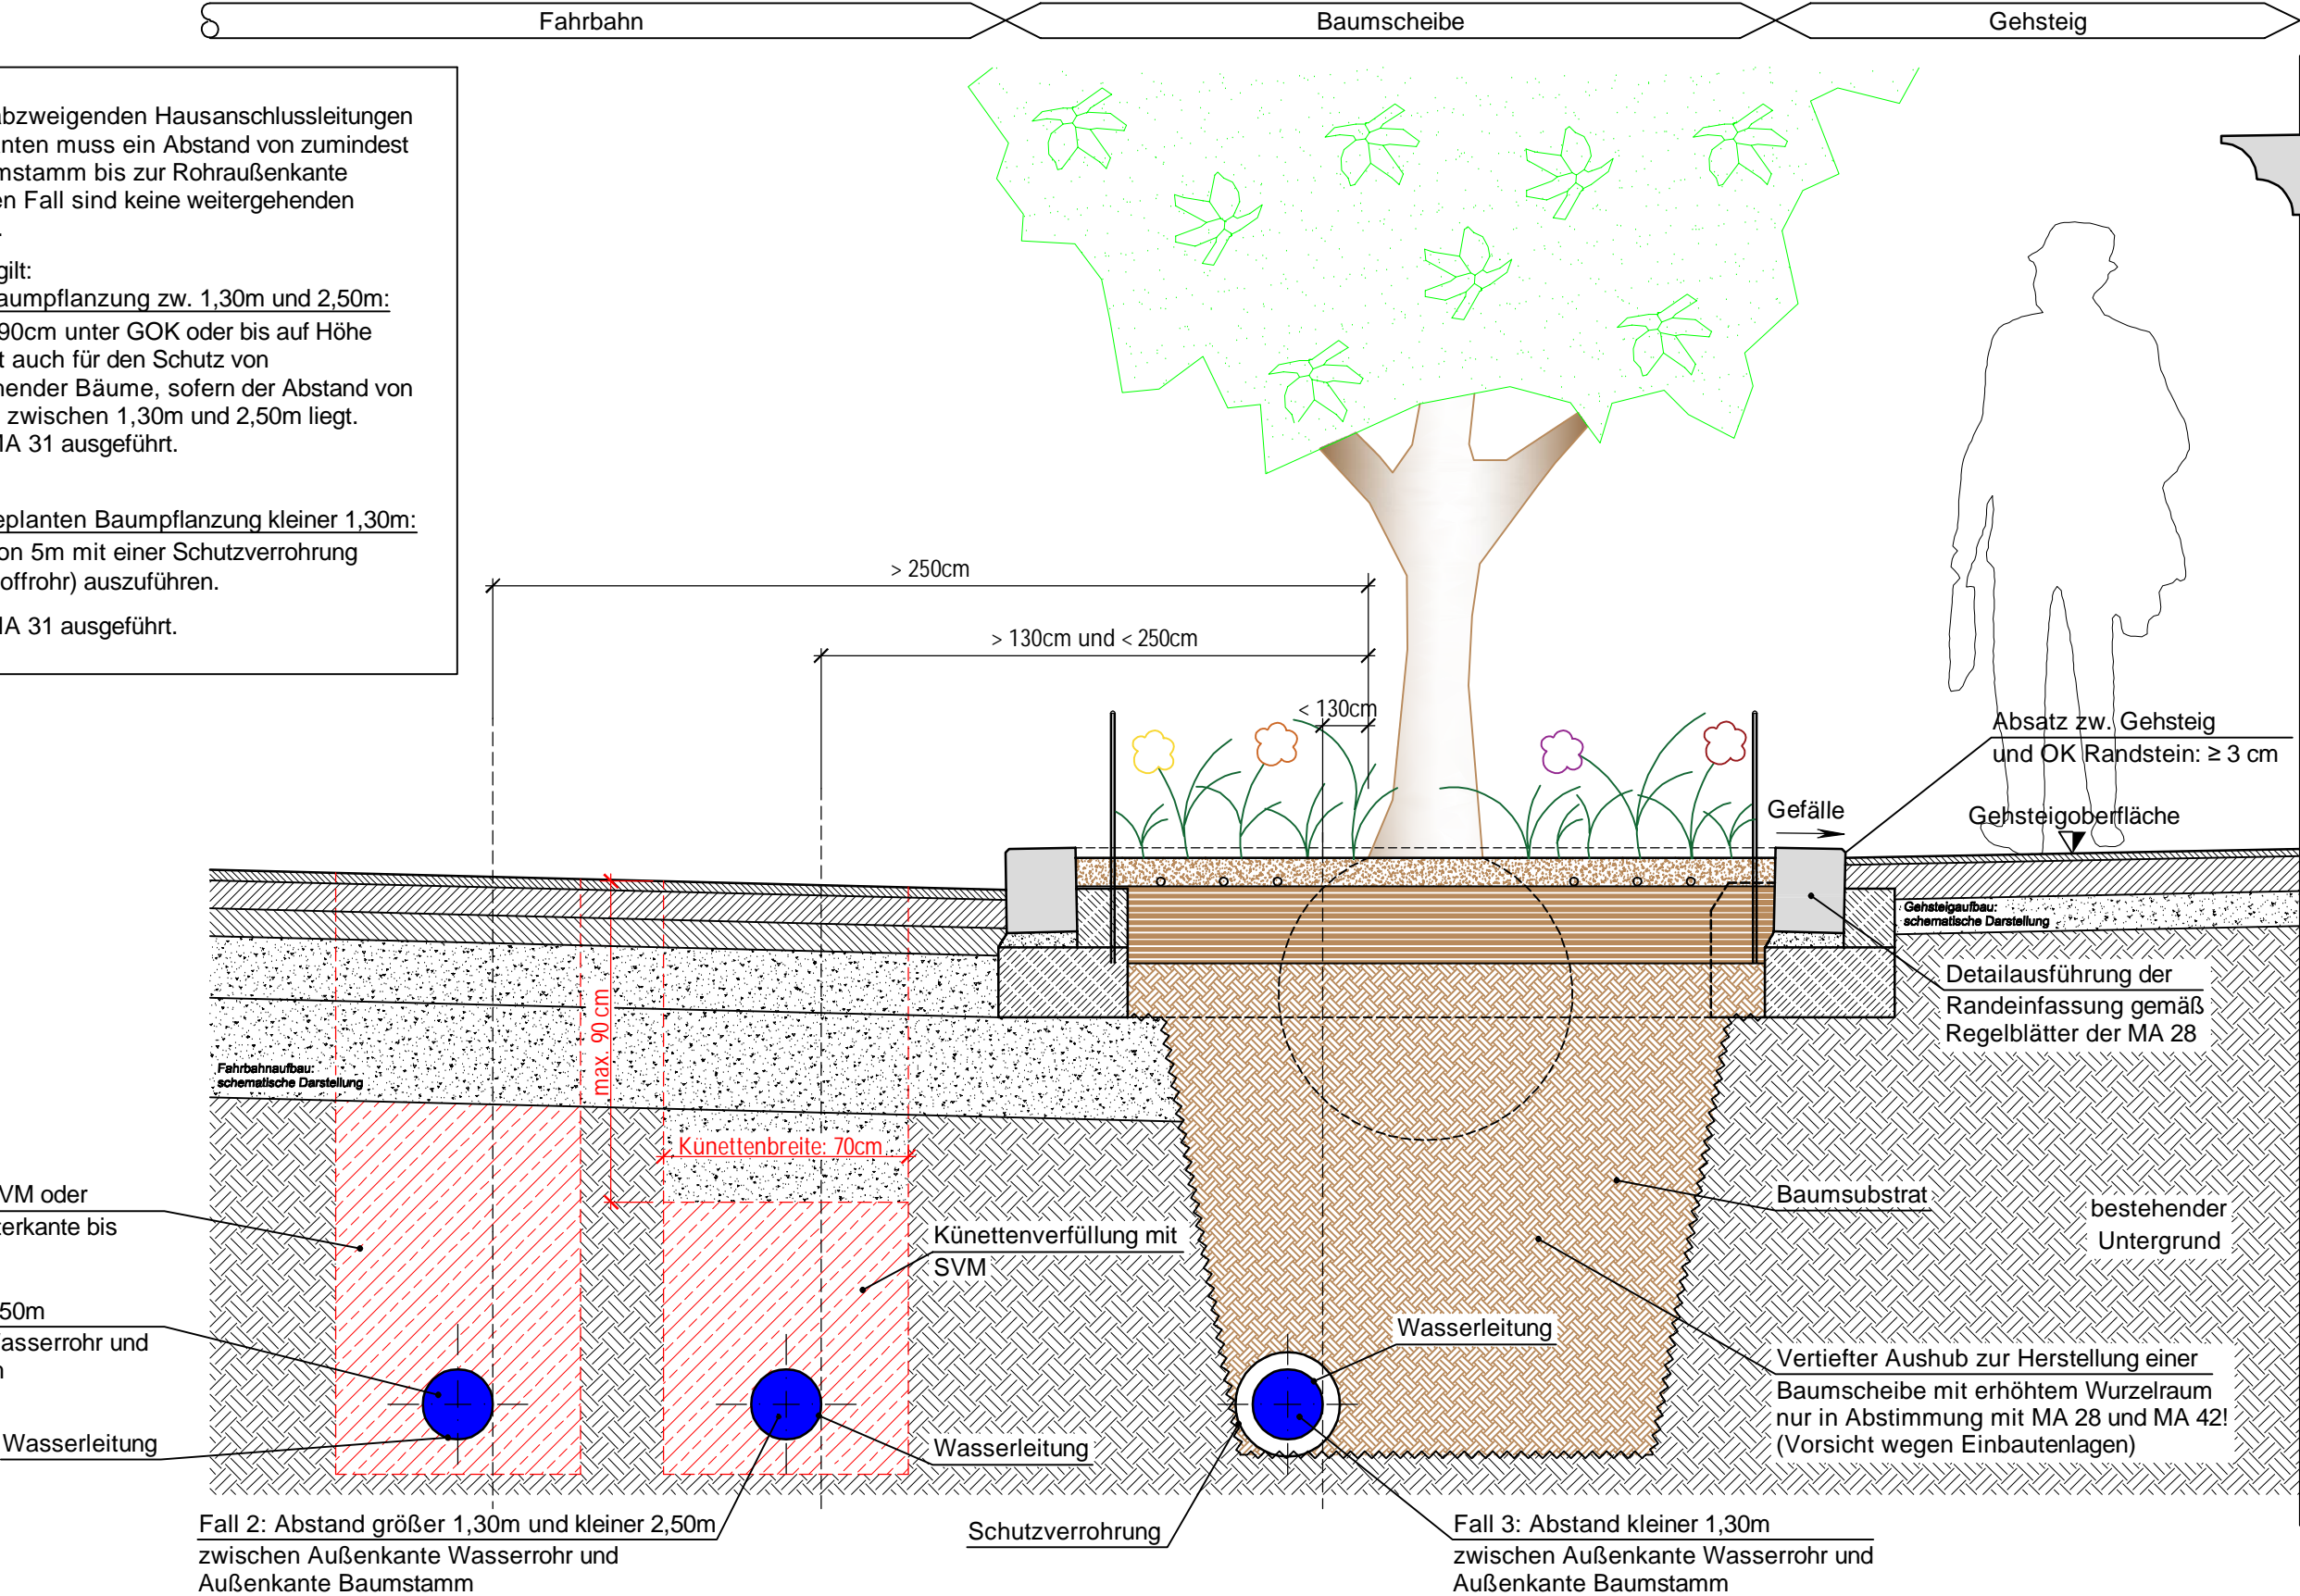 Fahrbahn
Baumscheibe
Gehsteig
abzweigenden Hausanschlussleitungen
nten muss ein Abstand von zumindest
mstamm bis zur Rohraußenkante
en Fall sind keine weitergehenden
.
gilt:
aumpflanzung zw. 1,30m und 2,50m:
90cm unter GOK oder bis auf Höhe
t auch für den Schutz von
hender Bäume, sofern der Abstand von
zwischen 1,30m und 2,50m liegt.
MA 31 ausgeführt.
eplanten Baumpflanzung kleiner 1,30m:
on 5m mit einer Schutzverrohrung
offrohr) auszuführen.
MA 31 ausgeführt.
> 250cm
> 130cm und < 250cm
< 130cm
Absatz zw. Gehsteig
und OK Randstein: ≥ 3 cm
Gefälle
Gehsteigoberfläche
Gehsteigaufbau:
schematische Darstellung
Detailausführung der
Randeinfassung gemäß
Regelblätter der MA 28
max. 90 cm
Fahrbahnaufbau:
schematische Darstellung
Künettenbreite: 70cm
VM oder
terkante bis
Künettenverfüllung mit
SVM
Baumsubstrat
bestehender
Untergrund
50m
Wasserrohr und
n
Wasserleitung
Vertiefter Aushub zur Herstellung einer
Baumscheibe mit erhöhtem Wurzelraum
nur in Abstimmung mit MA 28 und MA 42!
(Vorsicht wegen Einbautenlagen)
Wasserleitung
Wasserleitung
Fall 2: Abstand größer 1,30m und kleiner 2,50m
zwischen Außenkante Wasserrohr und
Außenkante Baumstamm
Schutzverrohrung
Fall 3: Abstand kleiner 1,30m
zwischen Außenkante Wasserrohr und
Außenkante Baumstamm